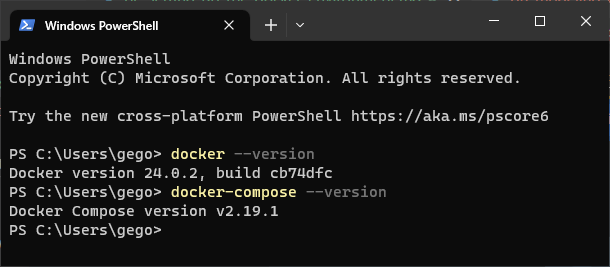 Windows PowerShell
Windows PowerShell
Copyright (C) Microsoft Corporation. All rights reserved.
Try the new cross-platform PowerShell https://aka.ms/pscore6
PS C:\Users\gego> docker --version
Docker version 24.0.2, build cb74dfc
PS C:\Users\gego> docker-compose --version
Docker Compose version v2.19.1
PS C:\Users\gego>